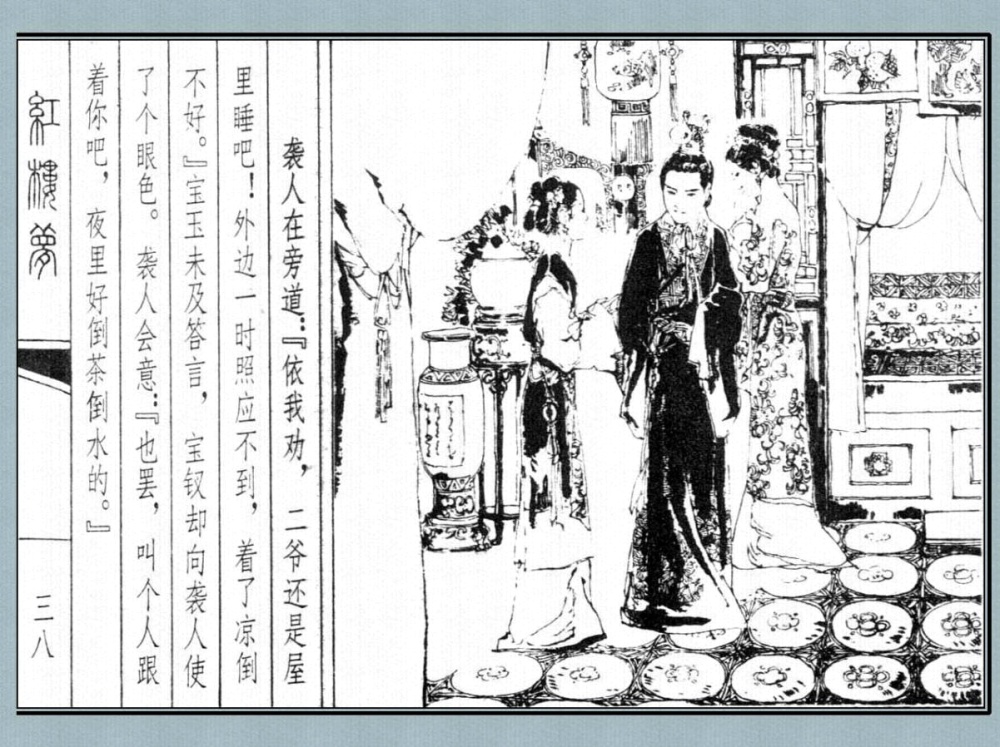 袭人在旁道：『依我劝，二爷还是屋
里睡吧！外边一时照应不到，着了凉倒
不好。』宝玉未及答言，宝钗却向袭人使
了个眼色。袭人会意：『也罢，叫个人跟
着你吧，夜里好倒茶倒水的。』
紅樓夢
三八